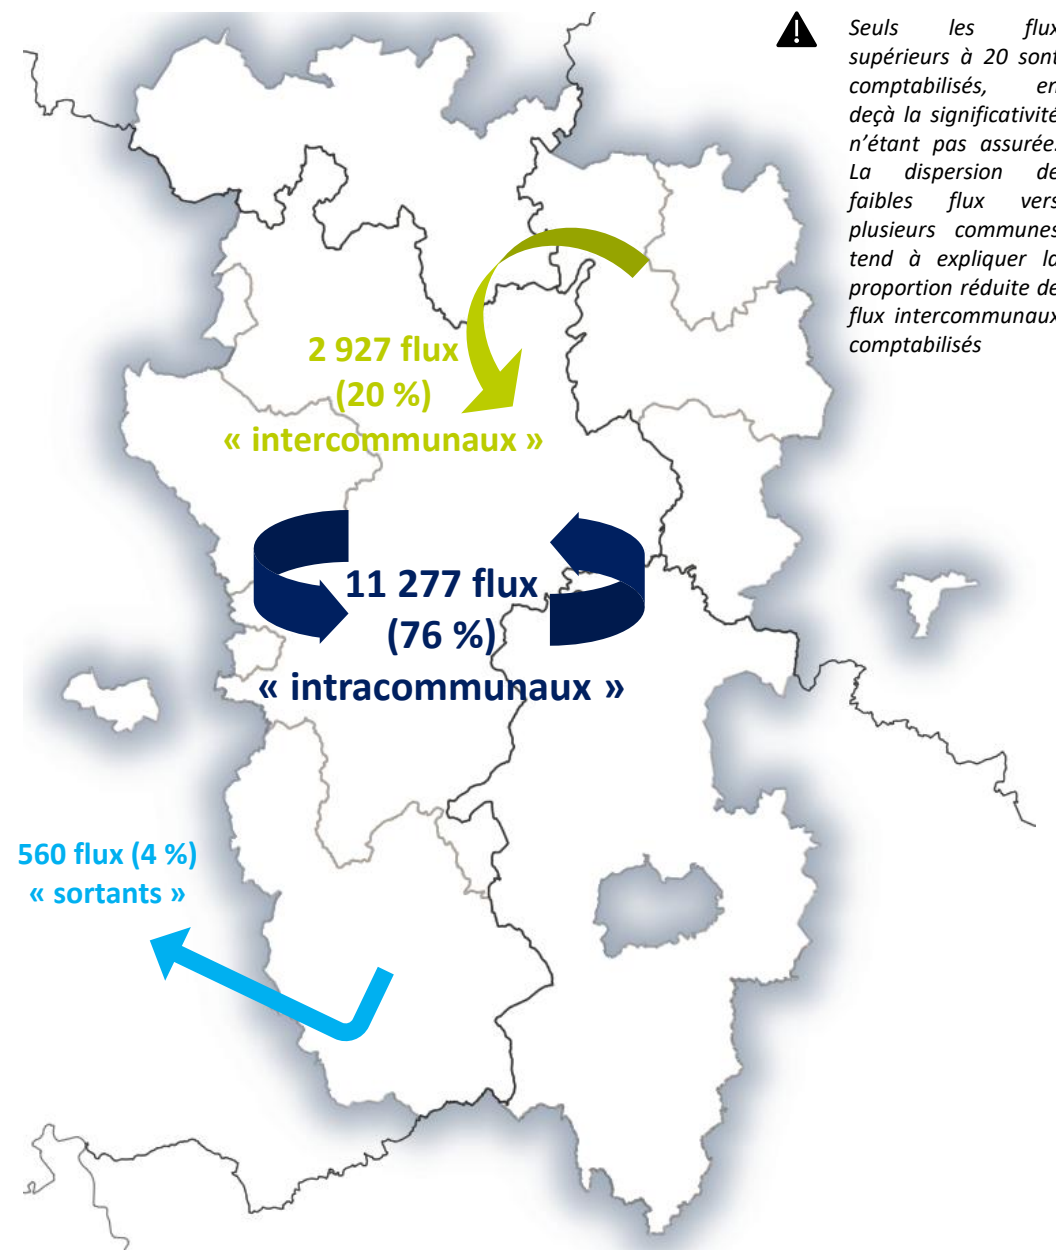 Seuls les flux
supérieurs à 20 sont
comptabilisés, en
deçà la significativité
n'étant pas assurée.
La dispersion de
faibles flux vers
plusieurs communes
tend à expliquer la
proportion réduite de
flux intercommunaux
comptabilisés
2 927 flux
(20 %)
« intercommunaux »
11 277 flux
(76 %)
« intracommunaux »
560 flux (4 %)
« sortants »